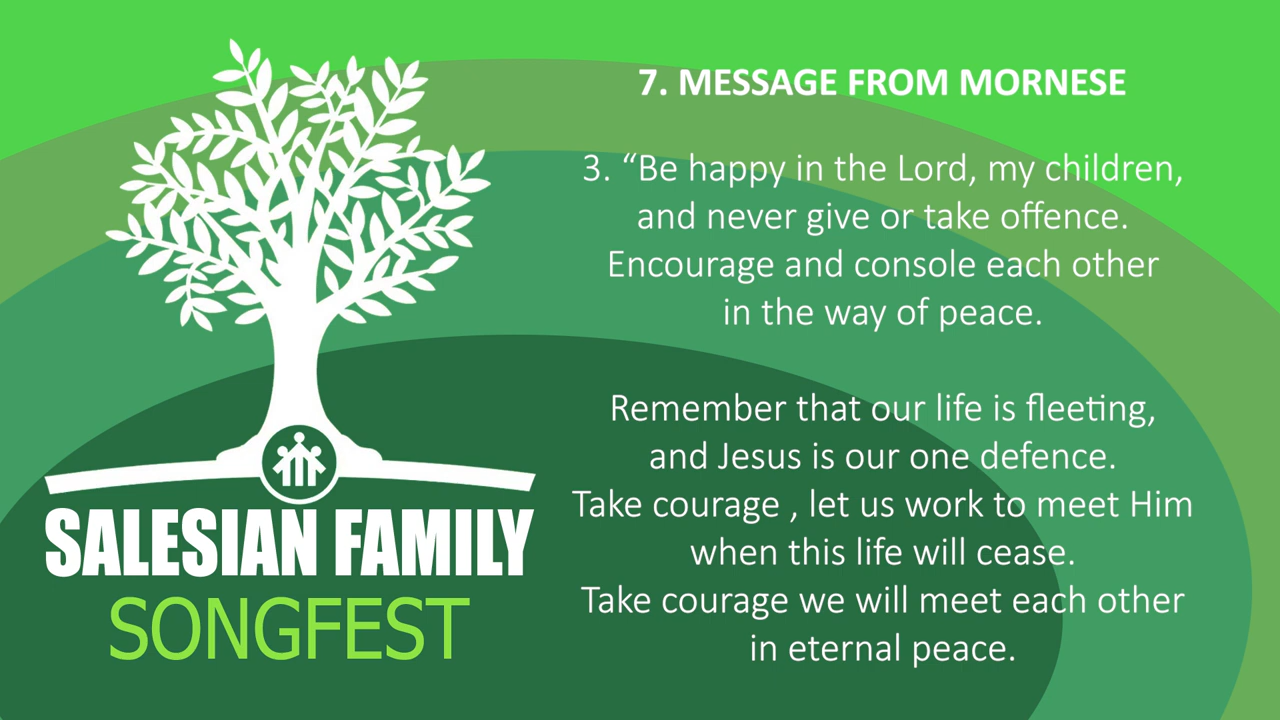 7. MESSAGE FROM MORNESE
3. “Be happy in the Lord, my children,
and never give or take offence.
Encourage and console each other
in the way of peace.
Remember that our life is fleeting,
and Jesus is our one defence.
Take courage , let us work to meet Him
when this life will cease.
Take courage we will meet each other
in eternal peace.
SALESIAN FAMILY
SONGFEST